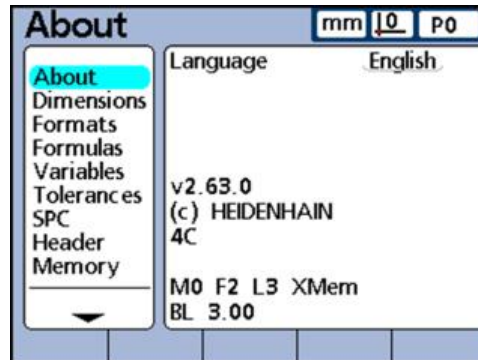 About
mm 0 P0
About
Dimensions
Formats
Formulas
Variables
Tolerances
SPC
Header
Memory
Language English
v2.63.0
(c) HEIDENHAIN
4C
M0 F2 L3 XMem
BL 3.00